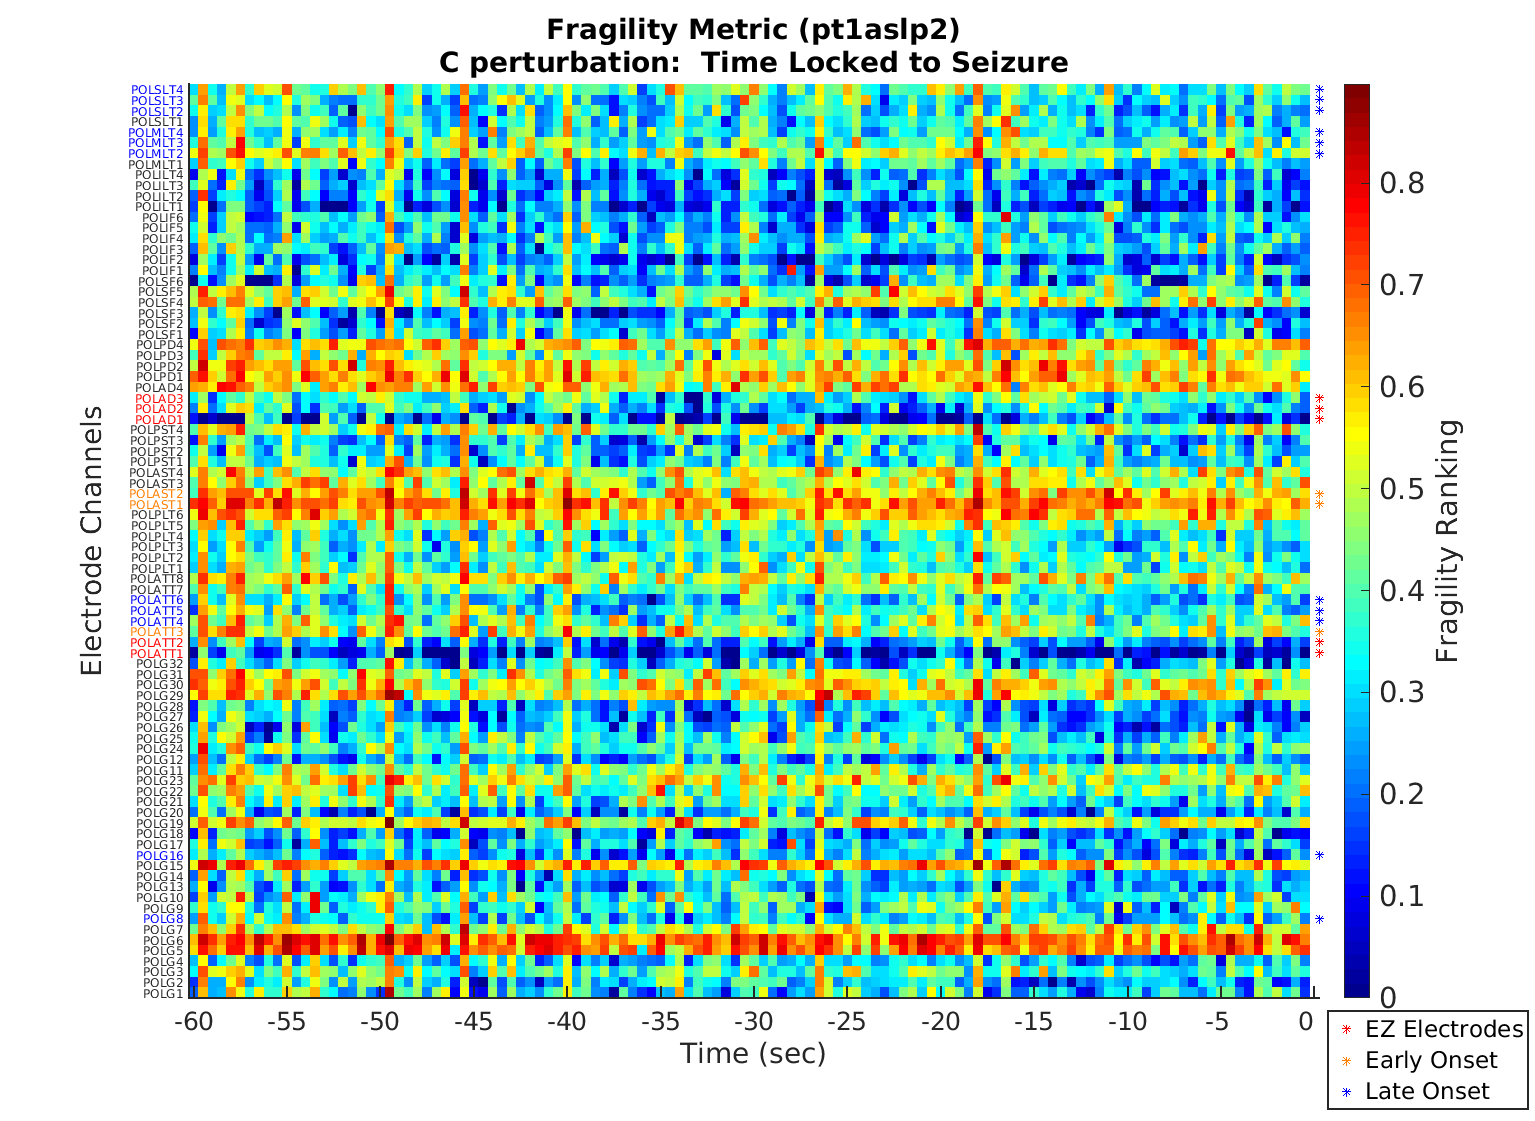 Fragility Metric (pt1aslp2)
C perturbation:  Time Locked to Seizure
Electrode Channels
POLSLT4
POLSLT3
POLSLT2
POLSLT1
POLMLT4
POLMLT3
POLMLT2
POLMLT1
POLILT4
POLILT3
POLILT2
POLILT1
POLIF6
POLIF5
POLIF4
POLIF3
POLIF2
POLIF1
POLSF6
POLSF5
POLSF4
POLSF3
POLSF2
POLSF1
POLPD4
POLPD3
POLPD2
POLPD1
POLAD4
POLAD3
POLAD2
POLAD1
POLPST4
POLPST3
POLPST2
POLPST1
POLAST4
POLAST3
POLAST2
POLAST1
POLPLT6
POLPLT5
POLPLT4
POLPLT3
POLPLT2
POLPLT1
POLATT8
POLATT7
POLATT6
POLATT5
POLATT4
POLATT3
POLATT2
POLATT1
POLG32
POLG31
POLG30
POLG29
POLG28
POLG27
POLG26
POLG25
POLG24
POLG12
POLG11
POLG23
POLG22
POLG21
POLG20
POLG19
POLG18
POLG17
POLG16
POLG15
POLG14
POLG13
POLG10
POLG9
POLG8
POLG7
POLG6
POLG5
POLG4
POLG3
POLG2
POLG1
-60 -55 -50 -45 -40 -35 -30 -25 -20 -15 -10 -5 0
Time (sec)
0.8
0.7
0.6
0.5
0.4
0.3
0.2
0.1
0
Fragility Ranking
EZ Electrodes
Early Onset
Late Onset